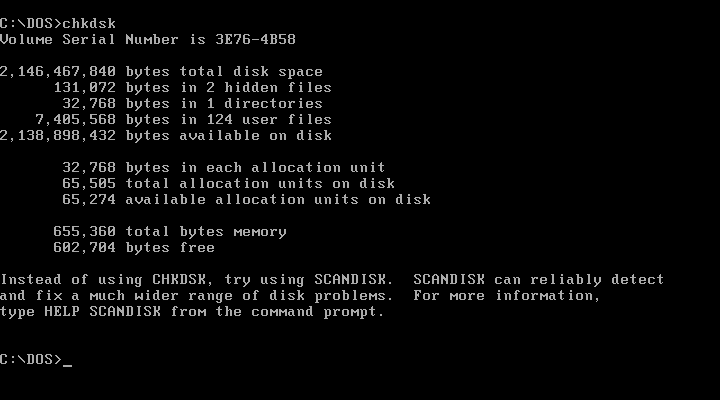 C:\DOS>chkdsk
Volume Serial Number is 3E76-4B58
2,146,467,840 bytes total disk space
131,072 bytes in 2 hidden files
32,768 bytes in 1 directories
7,405,568 bytes in 124 user files
2,138,898,432 bytes available on disk
32,768 bytes in each allocation unit
65,505 total allocation units on disk
65,274 available allocation units on disk
655,360 total bytes memory
602,704 bytes free
Instead of using CHKDSK, try using SCANDISK.  SCANDISK can reliably detect
and fix a much wider range of disk problems.  For more information,
type HELP SCANDISK from the command prompt.
C:\DOS>_